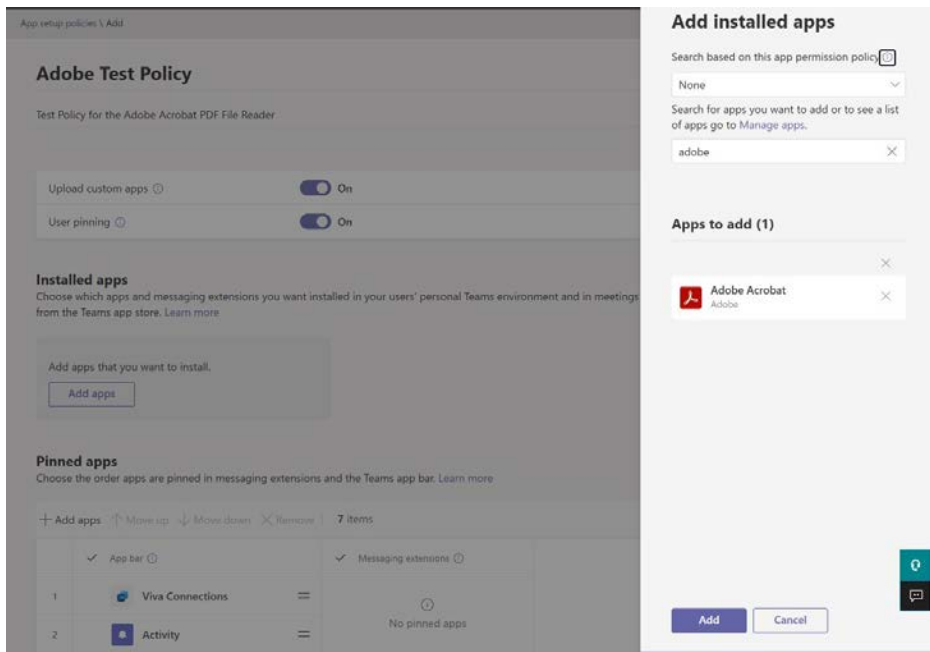 App setup policies \ Add
Adobe Test Policy
Test Policy for the Adobe Acrobat PDF File Reader
Upload custom apps
On
User pinning
On
Installed apps
Choose which apps and messaging extensions you want installed in your users' personal Teams environment and in meetings
from the Teams app store. Learn more
Add apps that you want to install.
Add apps
Pinned apps
Choose the order apps are pinned in messaging extensions and the Teams app bar. Learn more
Add apps Move up Move down Remove 7 items
App bar
Messaging extensions
1 Viva Connections
2 Activity
No pinned apps
Add installed apps
Search based on this app permission policy
None
Search for apps you want to add or to see a list
of apps go to Manage apps.
adobe
Apps to add (1)
Adobe Acrobat
Adobe
Add
Cancel